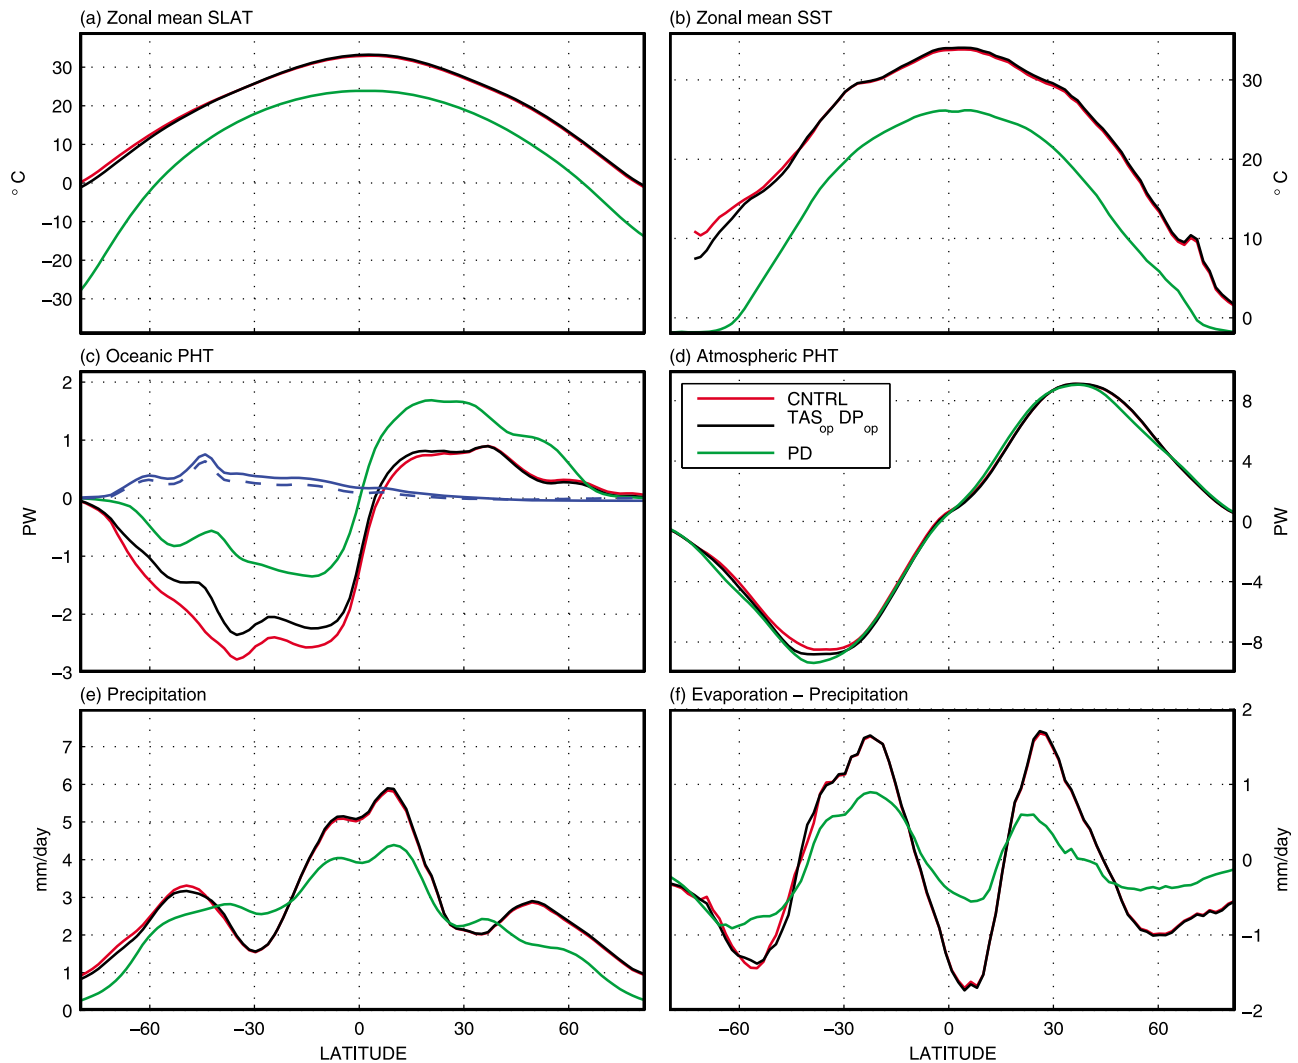 (a) Zonal mean SLAT
(b) Zonal mean SST
30
20
10
0
−10
−20
−30
° C
30
20
10
0
° C
(c) Oceanic PHT
(d) Atmospheric PHT
2
1
0
−1
−2
−3
PW
CNTRL
TASop DPop
PD
8
4
0
−4
−8
PW
(e) Precipitation
(f) Evaporation − Precipitation
7
6
5
4
3
2
1
0
mm/day
2
1
0
−1
−2
mm/day
−60 −30 0 30 60
−60 −30 0 30 60
LATITUDE
LATITUDE